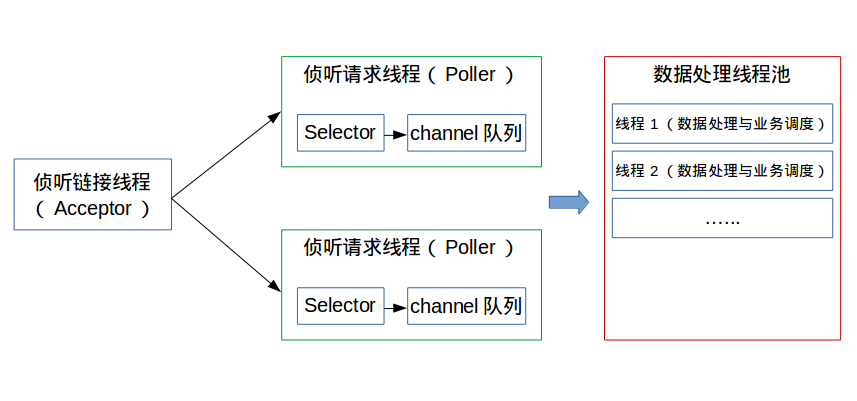 侦听链接线程
（ Acceptor ）
侦听请求线程（ Poller ）
Selector
channel 队列
侦听请求线程（ Poller ）
Selector
channel 队列
数据处理线程池
线程 1（数据处理与业务调度）
线程 2（数据处理与业务调度）
……